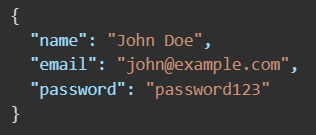 {
  "name": "John Doe",
  "email": "john@example.com",
  "password": "password123"
}